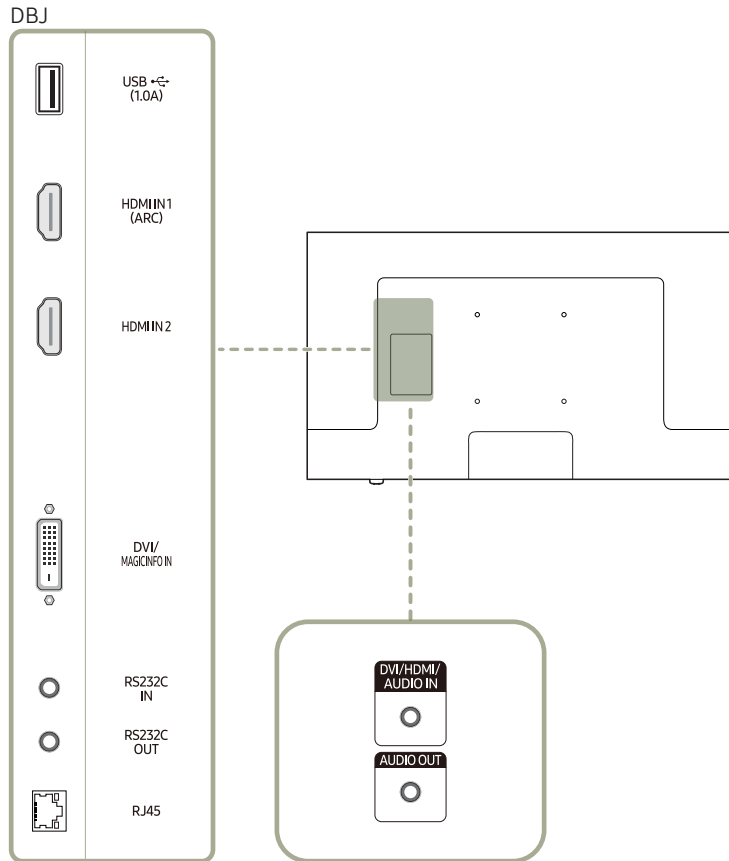 DBJ
USB
(1.0A)
HDMI IN 1
(ARC)
HDMI IN 2
DVI/
MAGICINFO IN
RS232C
IN
RS232C
OUT
RJ45
DVI/HDMI/
AUDIO IN
AUDIO OUT